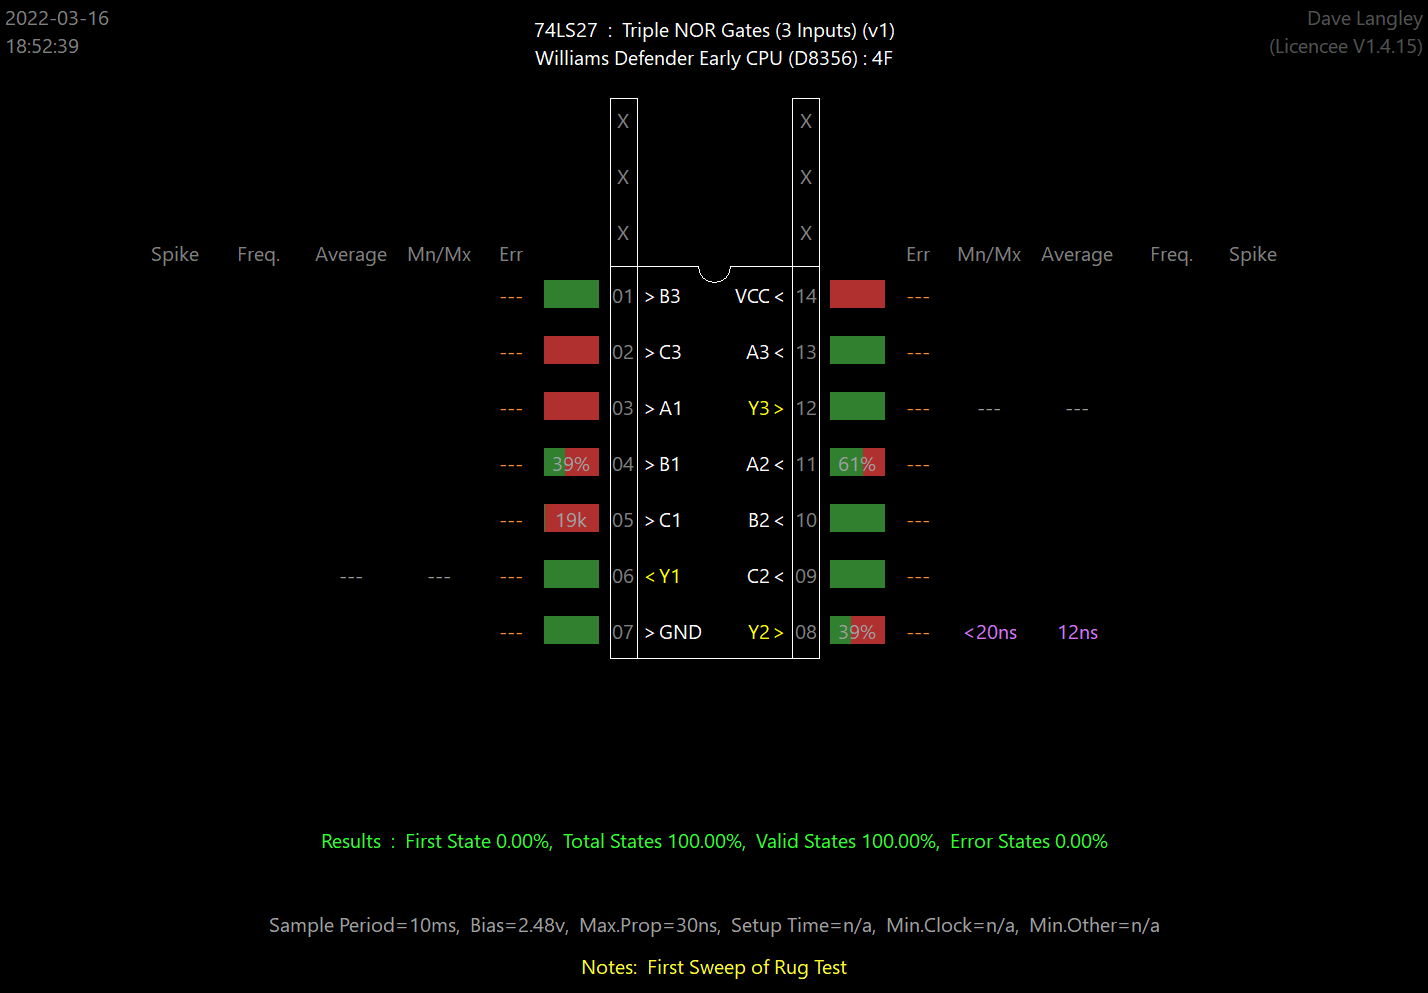 2022-03-16
18:52:39
74LS27 : Triple NOR Gates (3 Inputs) (v1)
Williams Defender Early CPU (D8356) : 4F
Dave Langley
(Licencee V1.4.15)
X X
X X
X X
Spike Freq. Average Mn/Mx Err Err Mn/Mx Average Freq. Spike
--- 01 >B3 VCC< 14 ---
--- 02 >C3 A3< 13 ---
--- 03 >A1 Y3> 12 --- --- ---
--- 39% 04 >B1 A2< 11 61% ---
--- 19k 05 >C1 B2< 10 ---
--- --- --- 06 <Y1 C2< 09 ---
--- 07 >GND Y2> 08 39% --- <20ns 12ns
Results : First State 0.00%, Total States 100.00%, Valid States 100.00%, Error States 0.00%
Sample Period=10ms, Bias=2.48v, Max.Prop=30ns, Setup Time=n/a, Min.Clock=n/a, Min.Other=n/a
Notes: First Sweep of Rug Test